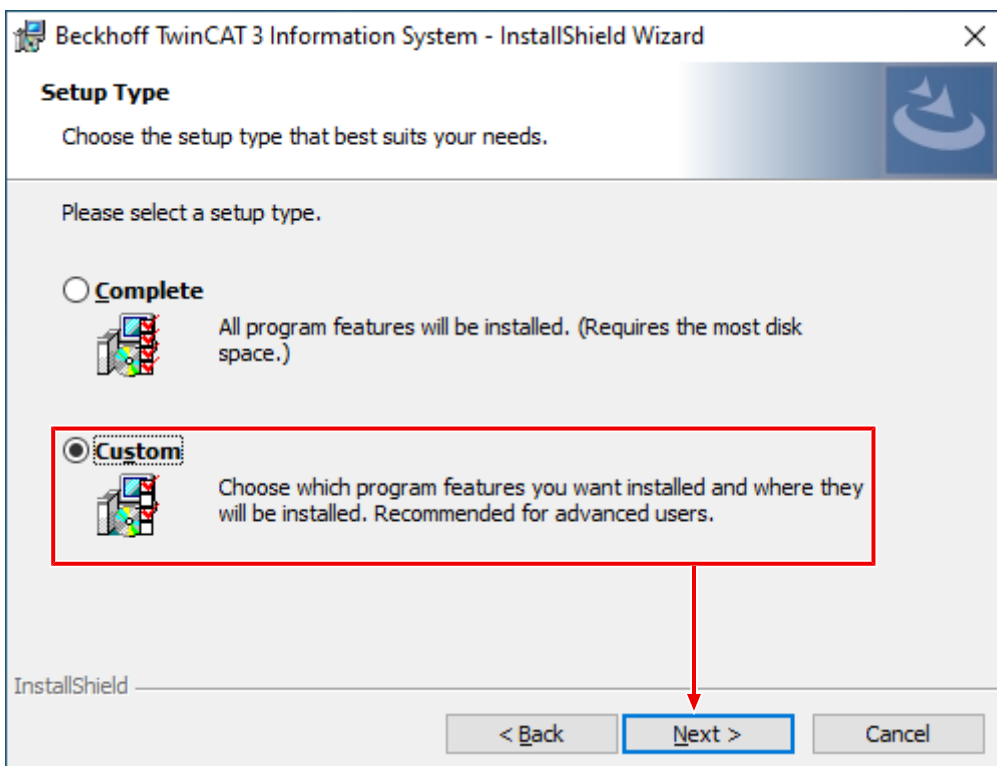 Beckhoff TwinCAT 3 Information System - InstallShield Wizard
Setup Type
Choose the setup type that best suits your needs.
Please select a setup type.
Complete
All program features will be installed. (Requires the most disk
space.)
Custom
Choose which program features you want installed and where they
will be installed. Recommended for advanced users.
InstallShield
< Back
Next >
Cancel